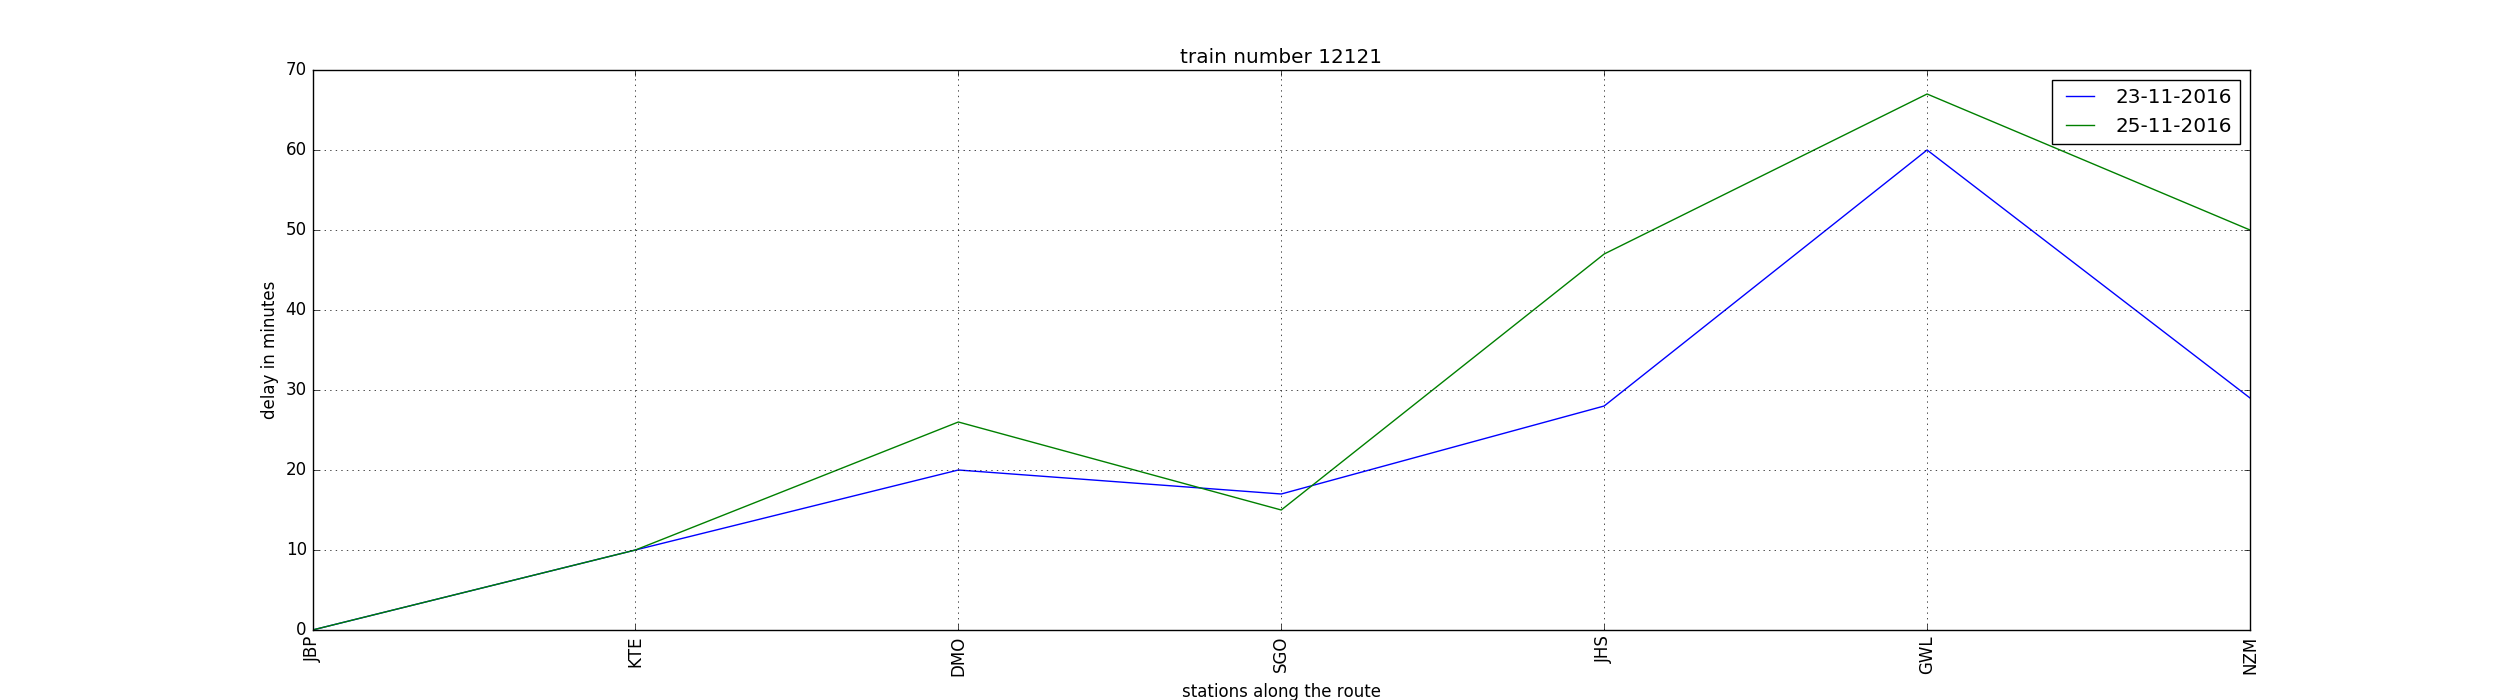 train number 12121
23-11-2016
25-11-2016
70
60
50
40
30
20
10
0
delay in minutes
JBP
KTE
DMO
SGO
JHS
GWL
NZM
stations along the route